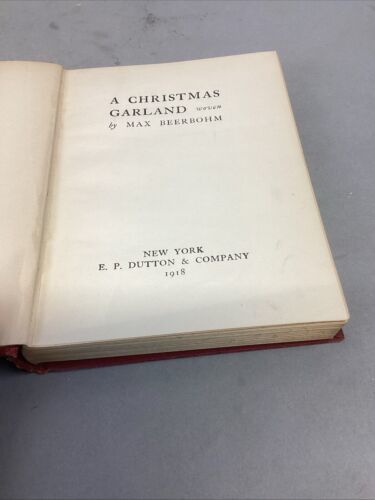 A CHRISTMAS
GARLAND woven
by MAX BEERBOHM
NEW YORK
E. P. DUTTON & COMPANY
1918